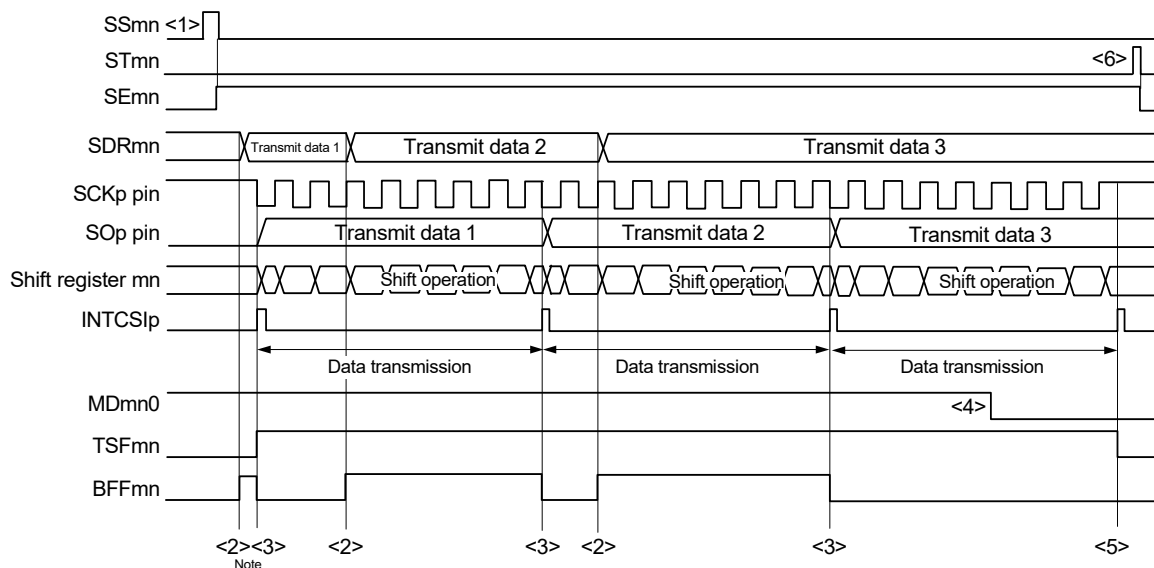 SSmn <1>
STmn <6>
SEmn
SDRmn Transmit data 1 Transmit data 2 Transmit data 3
SCKp pin
SOp pin Transmit data 1 Transmit data 2 Transmit data 3
Shift register mn Shift operation Shift operation Shift operation
INTCSIp
Data transmission Data transmission Data transmission
MDmn0 <4>
TSFmn
BFFmn
<2> <3> <2> <3> <2> <3> <5>
Note